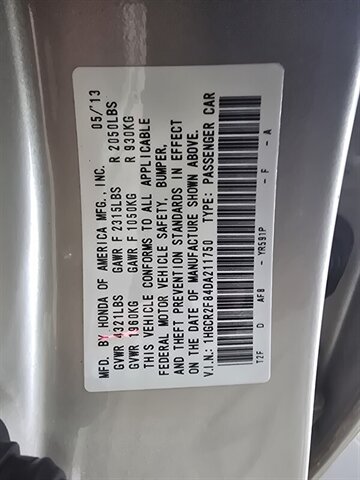 MFD. BY HONDA OF AMERICA MFG., INC. 05/13
GVWR 4321LBS GAWR F 2315LBS R 2050LBS
GVWR 1960KG GAWR F 1050KG R 930KG
THIS VEHICLE CONFORMS TO ALL APPLICABLE
FEDERAL MOTOR VEHICLE SAFETY, BUMPER,
AND THEFT PREVENTION STANDARDS IN EFFECT
ON THE DATE OF MANUFACTURE SHOWN ABOVE.
V.I.N.: 1HGCR2F84DA211750 TYPE: PASSENGER CAR
T2F D AF8 - YR591P - F - A